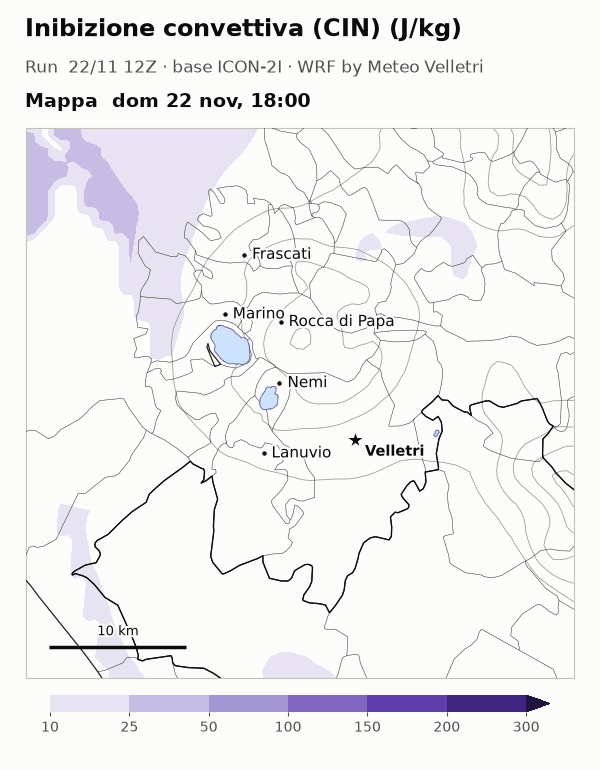 Inibizione convettiva (CIN) (J/kg)
Run  22/11 12Z · base ICON-2I · WRF by Meteo Velletri
Mappa  dom 22 nov, 18:00
Frascati
Marino
Rocca di Papa
Nemi
Velletri
Lanuvio
10 km
10 25 50 100 150 200 300